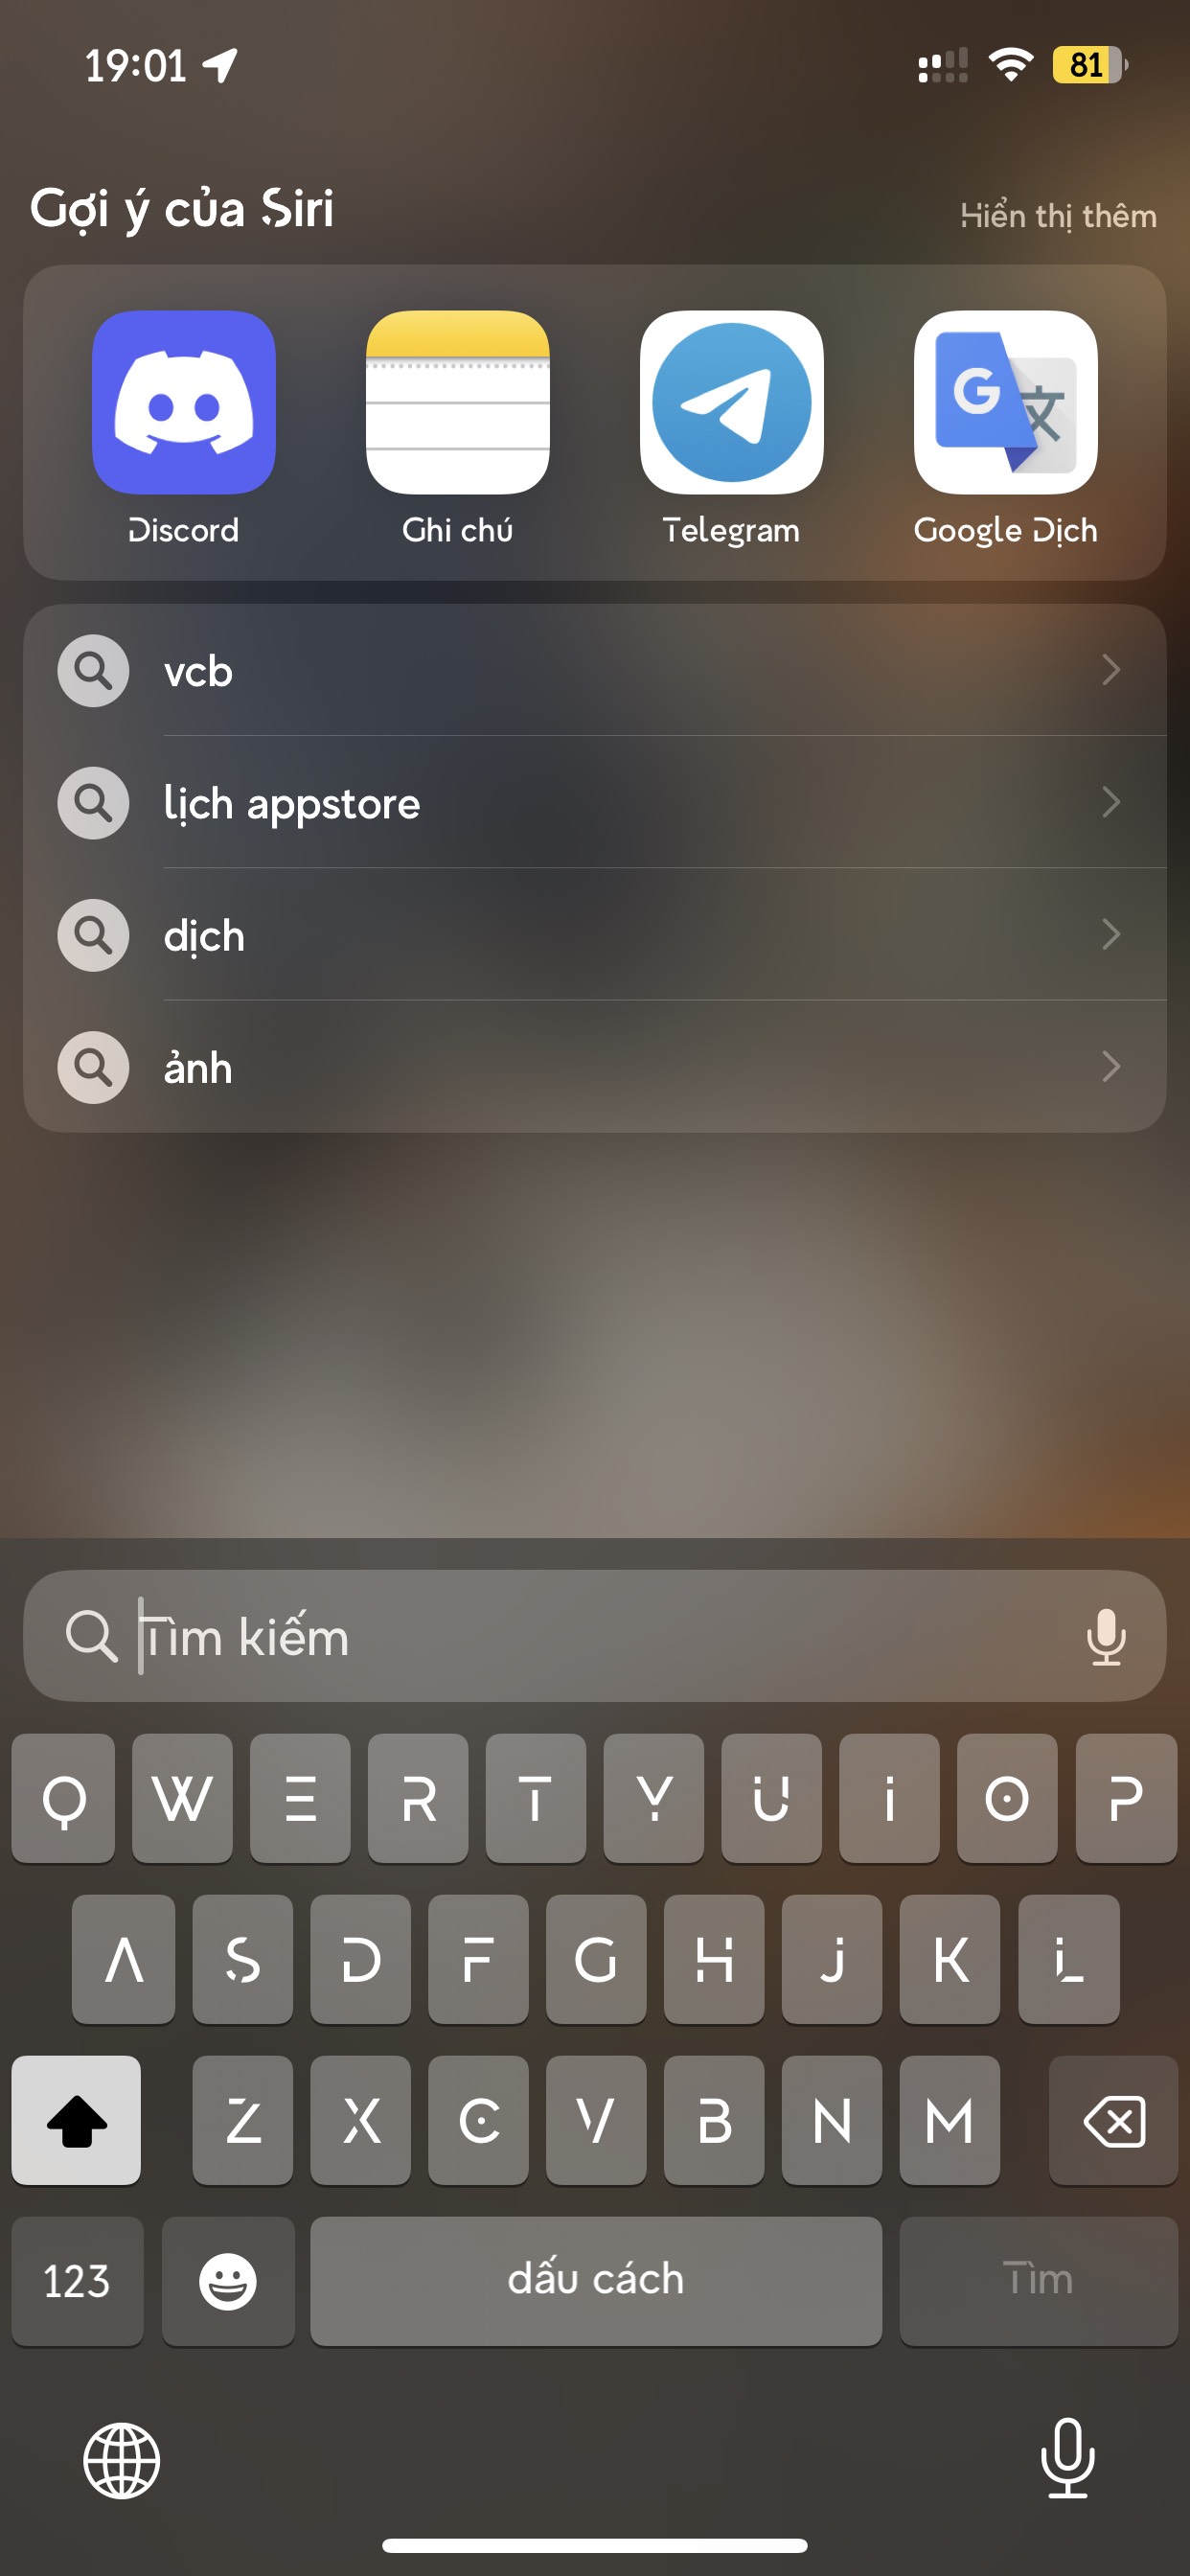 19:01
81
Gợi ý của Siri
Hiển thị thêm
Discord
Ghi chú
Telegram
Google Dịch
vcb
lịch appstore
dịch
ảnh
Tìm kiếm
Q W E R T Y U I O P
A S D F G H J K L
Z X C V B N M
123 dấu cách Tìm